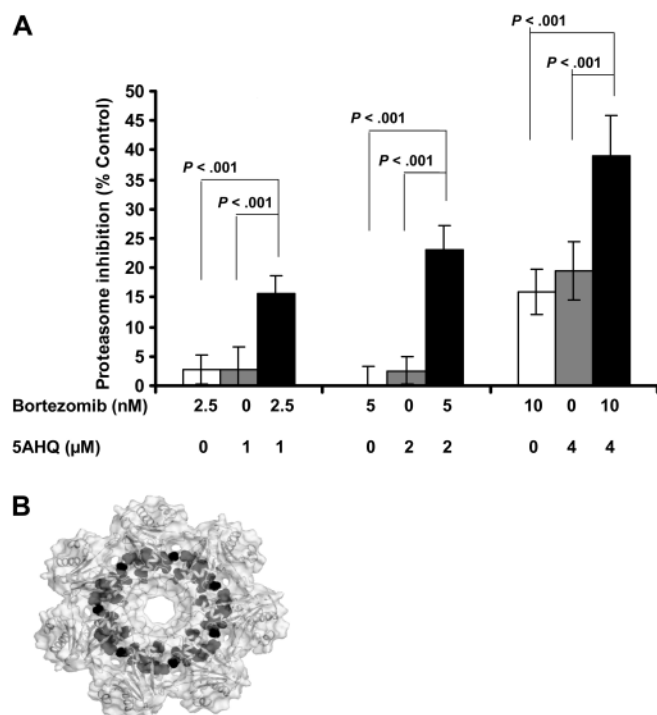 A
P < .001
P < .001
P < .001
P < .001
P < .001
P < .001
Proteasome inhibition (% Control)
50
45
40
35
30
25
20
15
10
5
0
Bortezomib (nM) 2.5 0 2.5 5 0 5 10 0 10
5AHQ (µM) 0 1 1 0 2 2 0 4 4
B